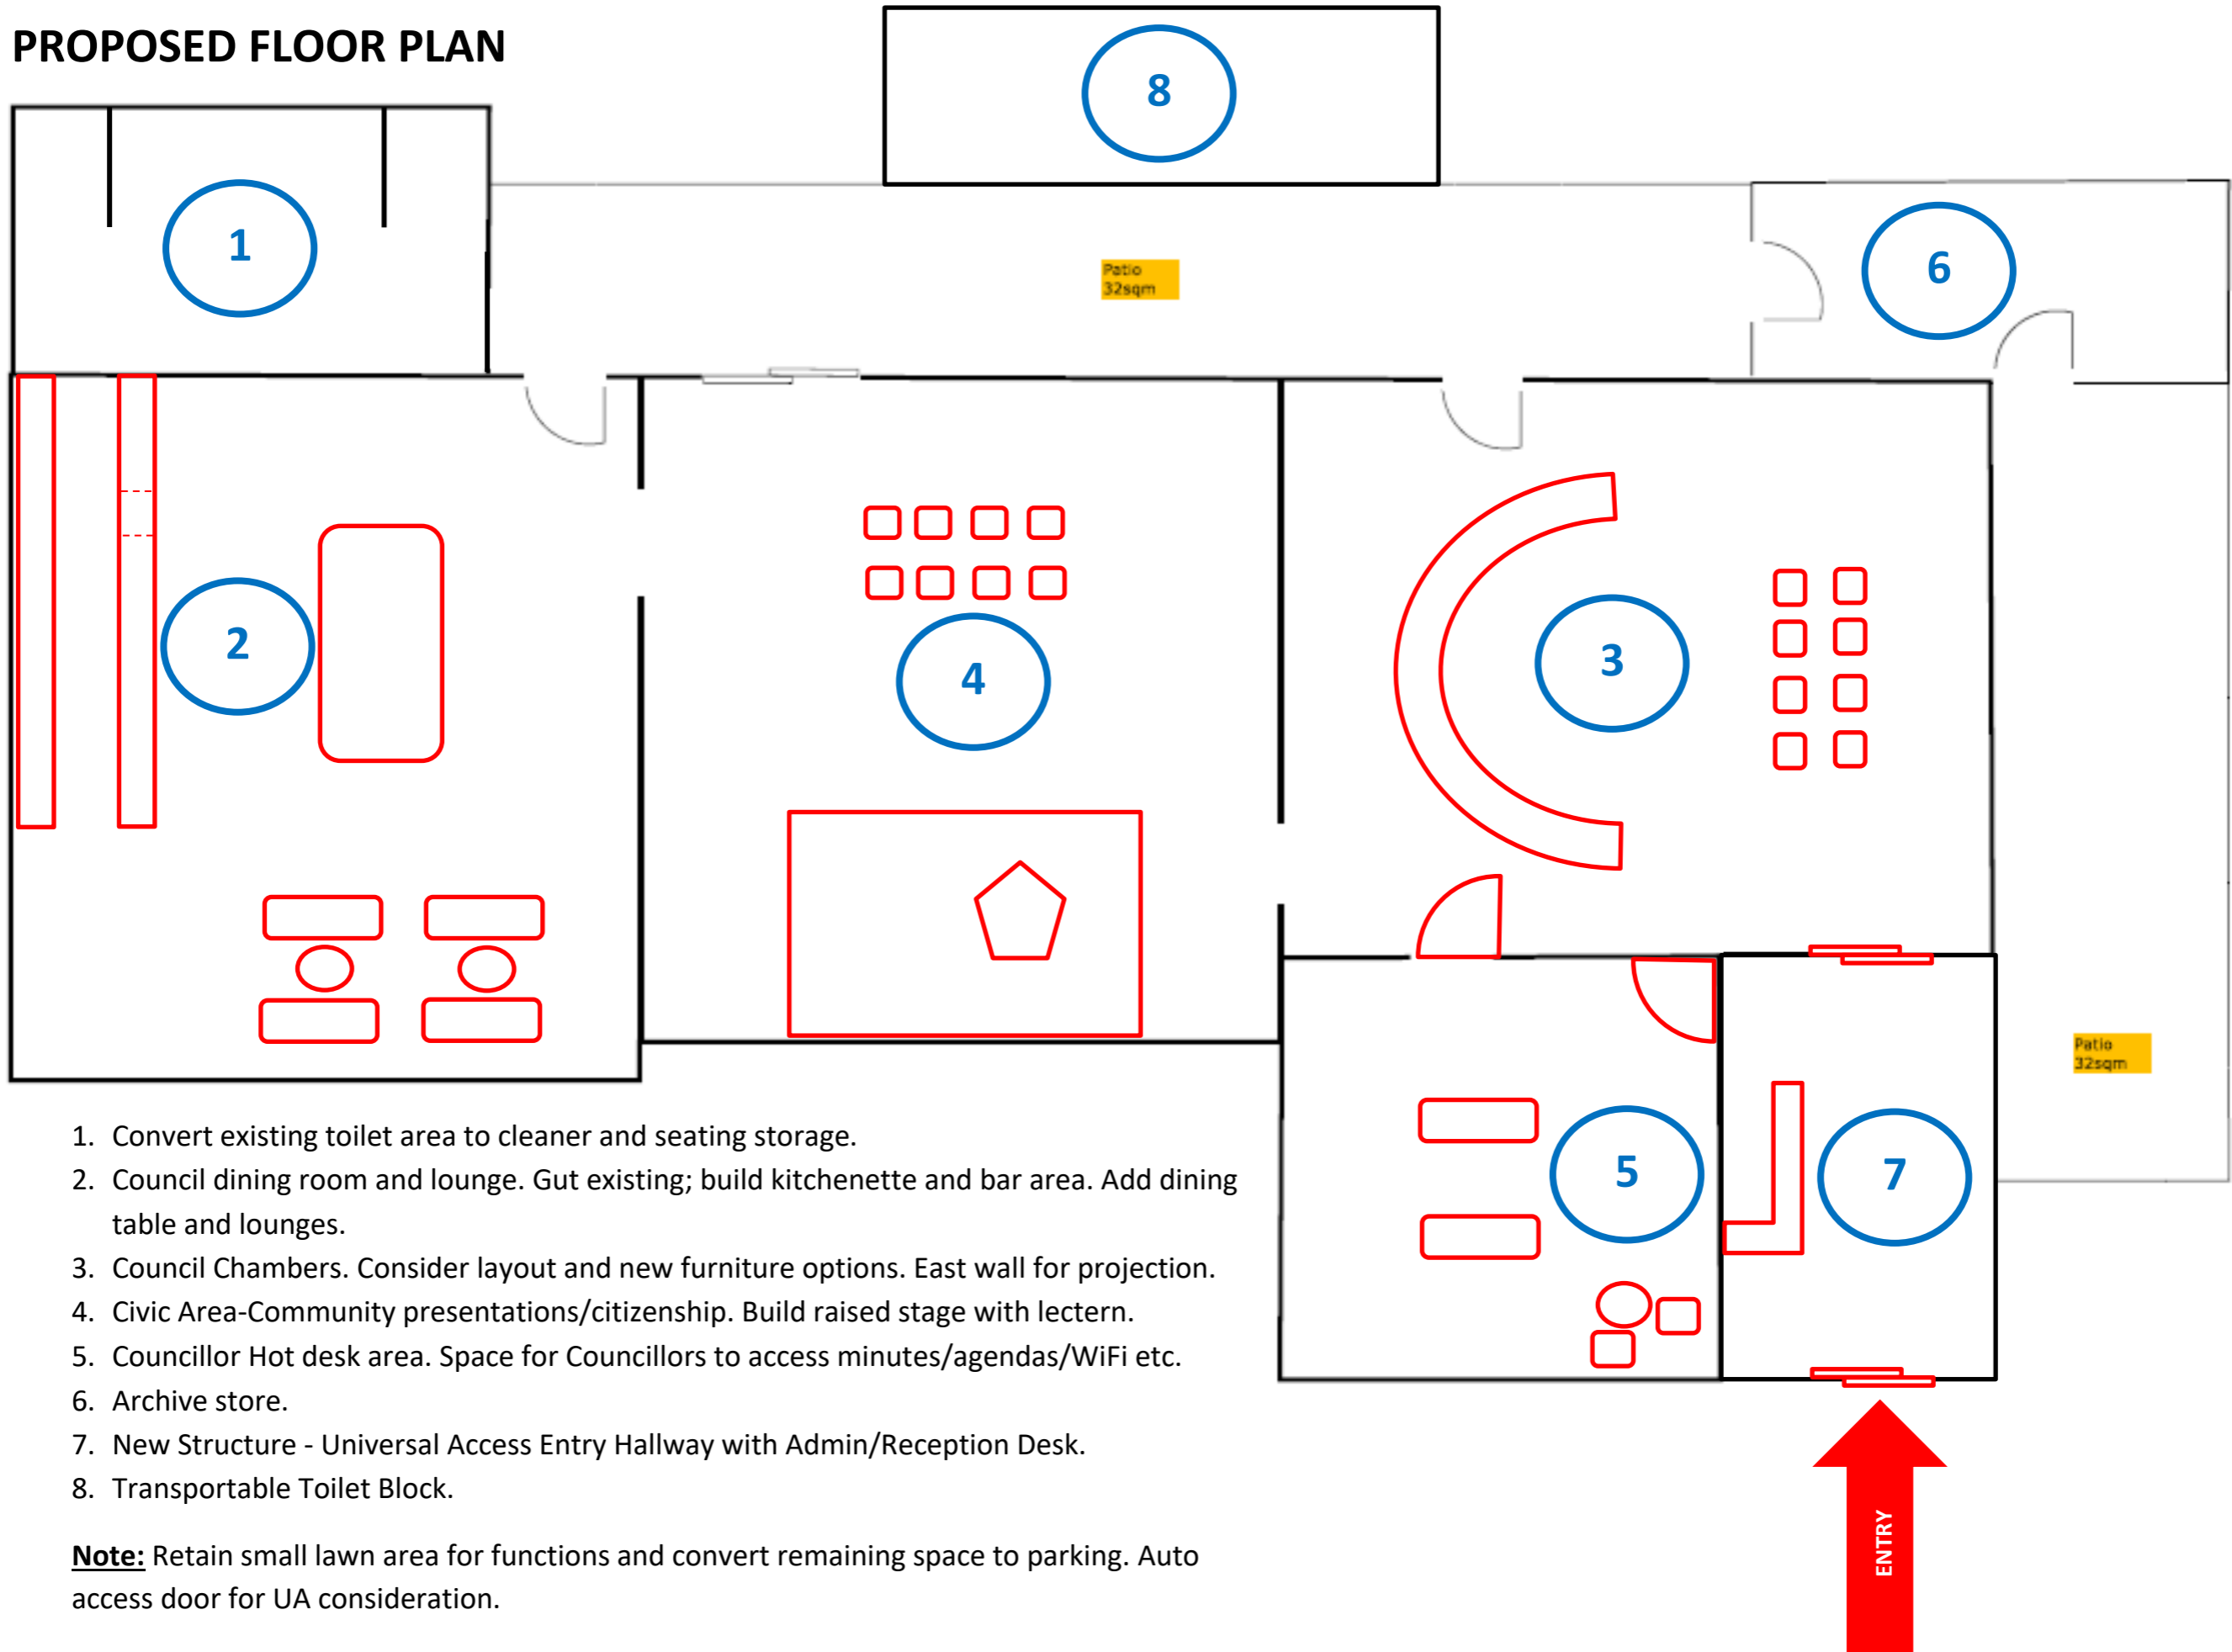 PROPOSED FLOOR PLAN
8
1
6
Patio
32sqm
2
4
3
Patio
32sqm
5
7
1. Convert existing toilet area to cleaner and seating storage.
2. Council dining room and lounge. Gut existing; build kitchenette and bar area. Add dining
table and lounges.
3. Council Chambers. Consider layout and new furniture options. East wall for projection.
4. Civic Area-Community presentations/citizenship. Build raised stage with lectern.
5. Councillor Hot desk area. Space for Councillors to access minutes/agendas/WiFi etc.
6. Archive store.
7. New Structure - Universal Access Entry Hallway with Admin/Reception Desk.
8. Transportable Toilet Block.
Note: Retain small lawn area for functions and convert remaining space to parking. Auto
access door for UA consideration.
ENTRY